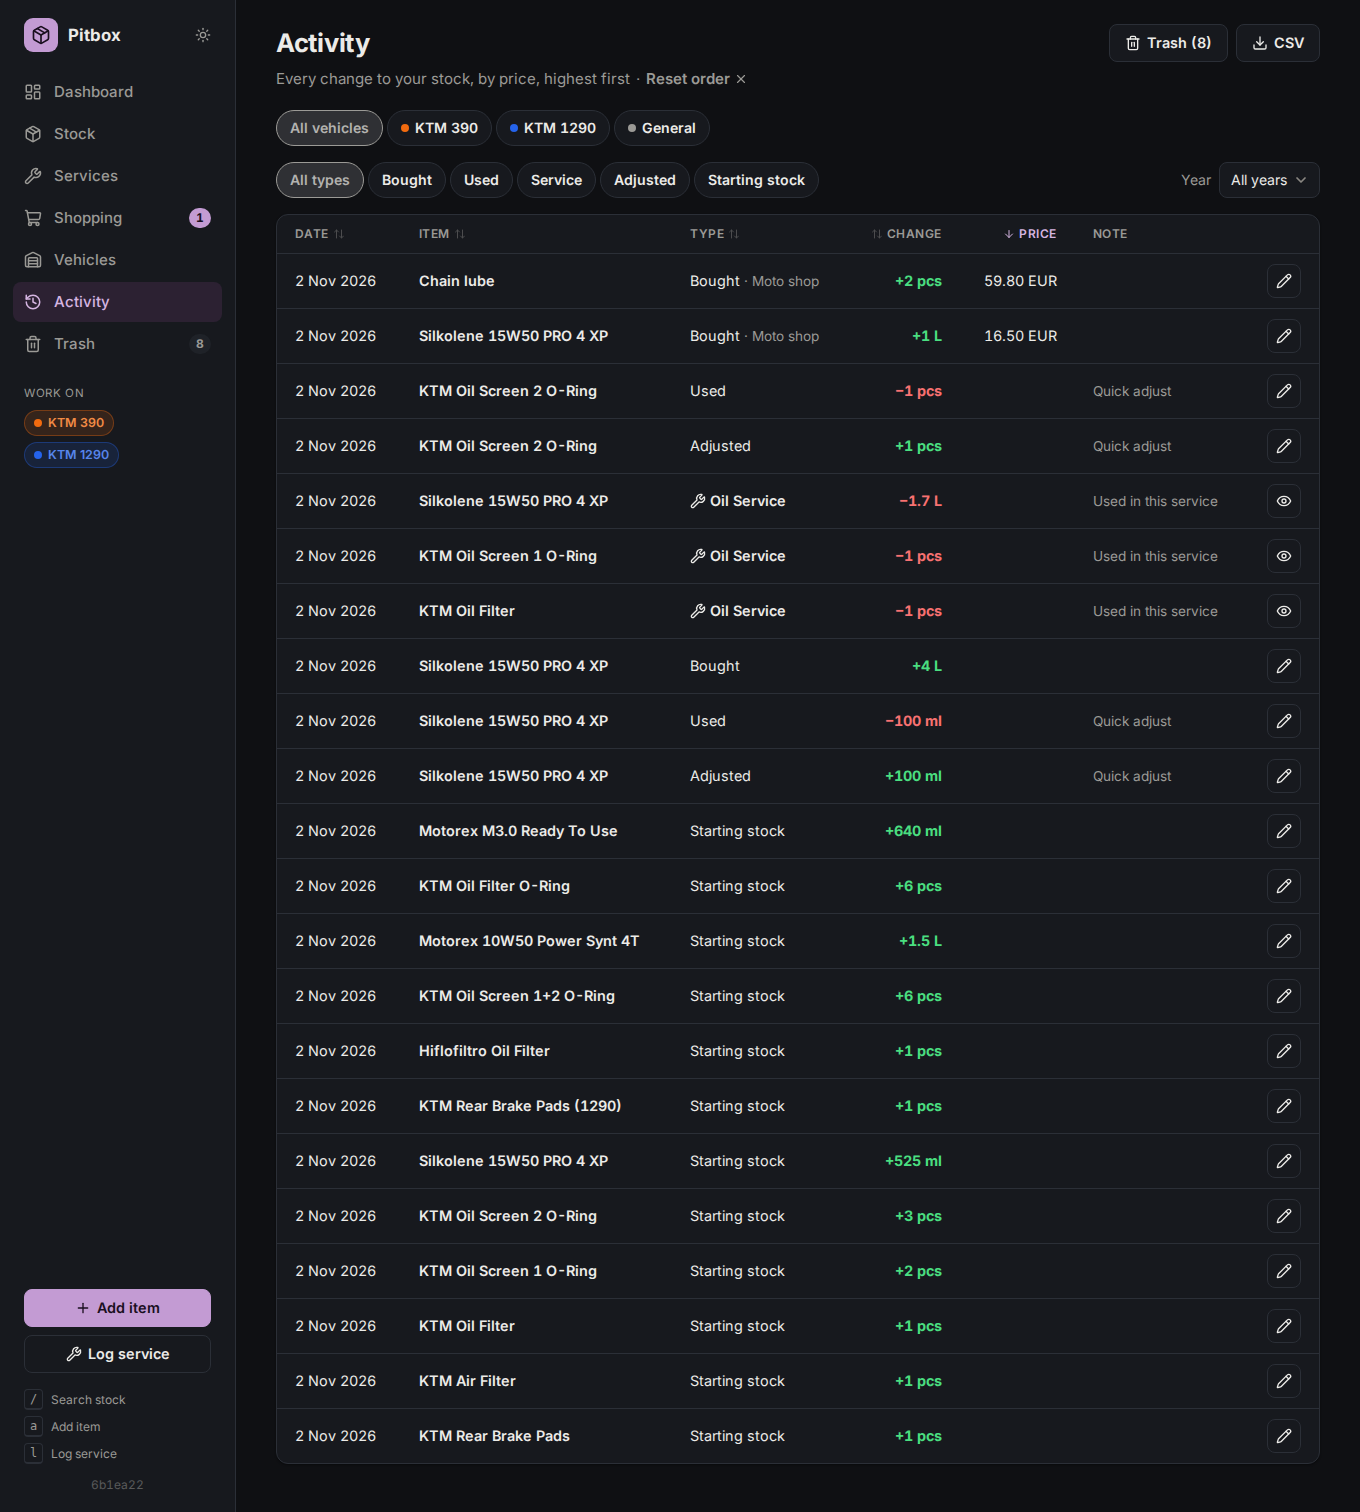 Pitbox
Dashboard
Stock
Services
Shopping 1
Vehicles
Activity
Trash 8
WORK ON
KTM 390
KTM 1290
Add item
Log service
/ Search stock
a Add item
l Log service
6b1ea22
Activity
Trash (8)
CSV
Every change to your stock, by price, highest first · Reset order ×
All vehicles KTM 390 KTM 1290 General
All types Bought Used Service Adjusted Starting stock
Year All years
DATE ITEM TYPE CHANGE PRICE NOTE
2 Nov 2026 Chain lube Bought · Moto shop +2 pcs 59.80 EUR
2 Nov 2026 Silkolene 15W50 PRO 4 XP Bought · Moto shop +1 L 16.50 EUR
2 Nov 2026 KTM Oil Screen 2 O-Ring Used −1 pcs Quick adjust
2 Nov 2026 KTM Oil Screen 2 O-Ring Adjusted +1 pcs Quick adjust
2 Nov 2026 Silkolene 15W50 PRO 4 XP Oil Service −1.7 L Used in this service
2 Nov 2026 KTM Oil Screen 1 O-Ring Oil Service −1 pcs Used in this service
2 Nov 2026 KTM Oil Filter Oil Service −1 pcs Used in this service
2 Nov 2026 Silkolene 15W50 PRO 4 XP Bought +4 L
2 Nov 2026 Silkolene 15W50 PRO 4 XP Used −100 ml Quick adjust
2 Nov 2026 Silkolene 15W50 PRO 4 XP Adjusted +100 ml Quick adjust
2 Nov 2026 Motorex M3.0 Ready To Use Starting stock +640 ml
2 Nov 2026 KTM Oil Filter O-Ring Starting stock +6 pcs
2 Nov 2026 Motorex 10W50 Power Synt 4T Starting stock +1.5 L
2 Nov 2026 KTM Oil Screen 1+2 O-Ring Starting stock +6 pcs
2 Nov 2026 Hiflofiltro Oil Filter Starting stock +1 pcs
2 Nov 2026 KTM Rear Brake Pads (1290) Starting stock +1 pcs
2 Nov 2026 Silkolene 15W50 PRO 4 XP Starting stock +525 ml
2 Nov 2026 KTM Oil Screen 2 O-Ring Starting stock +3 pcs
2 Nov 2026 KTM Oil Screen 1 O-Ring Starting stock +2 pcs
2 Nov 2026 KTM Oil Filter Starting stock +1 pcs
2 Nov 2026 KTM Air Filter Starting stock +1 pcs
2 Nov 2026 KTM Rear Brake Pads Starting stock +1 pcs